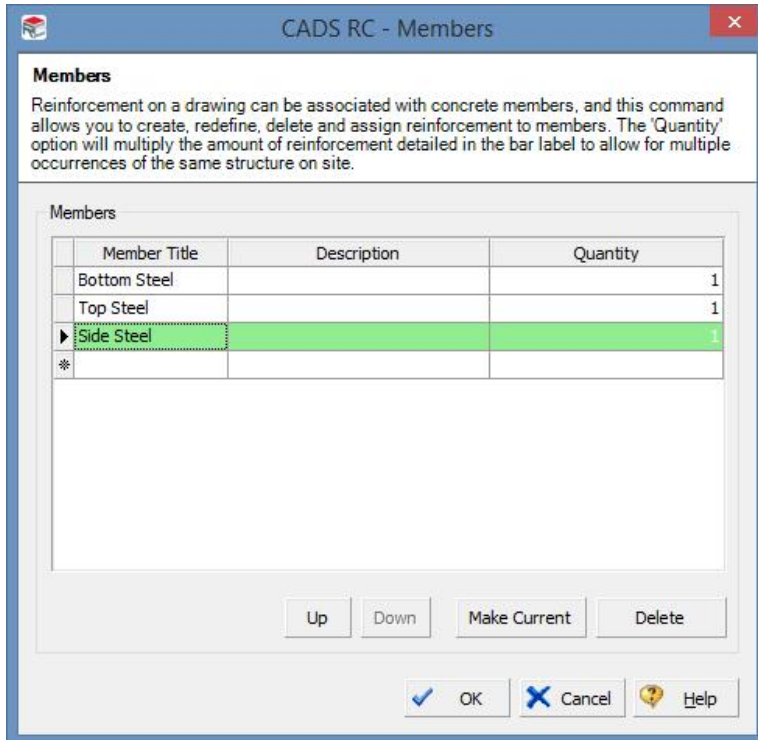 CADS RC - Members
Members
Reinforcement on a drawing can be associated with concrete members, and this command
allows you to create, redefine, delete and assign reinforcement to members. The 'Quantity'
option will multiply the amount of reinforcement detailed in the bar label to allow for multiple
occurrences of the same structure on site.
Members
Member Title Description Quantity
Bottom Steel 1
Top Steel 1
Side Steel 1
Up Down Make Current Delete
OK Cancel Help